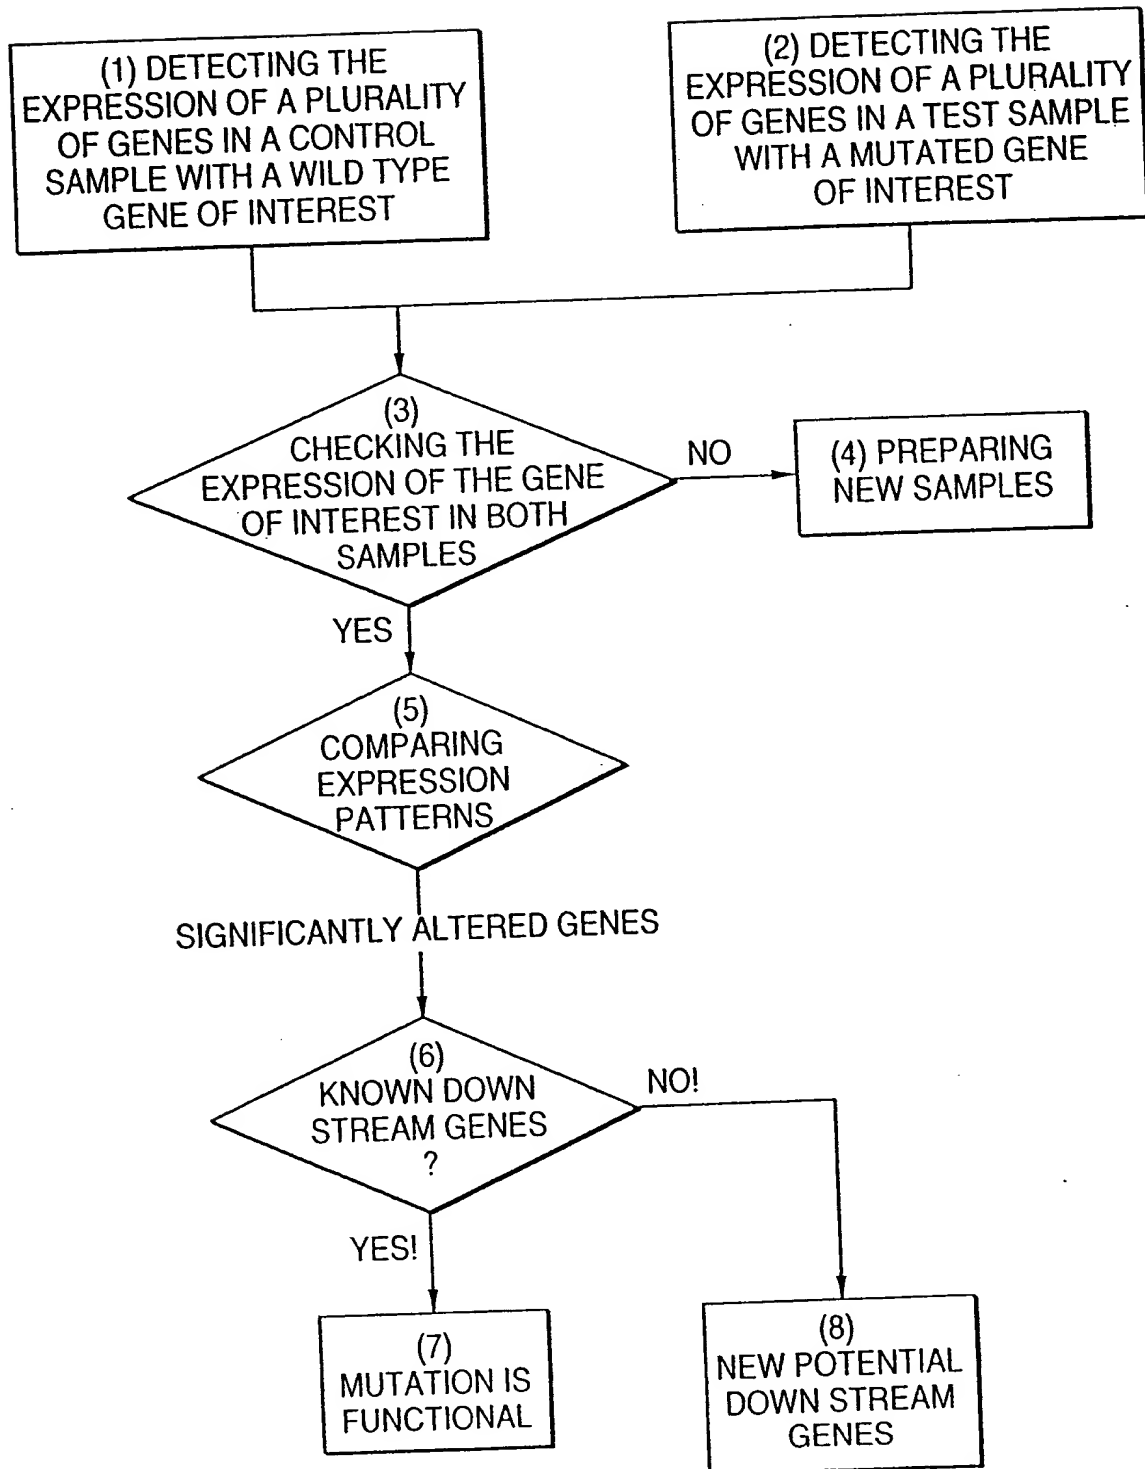 (1) DETECTING THE
EXPRESSION OF A PLURALITY
OF GENES IN A CONTROL
SAMPLE WITH A WILD TYPE
GENE OF INTEREST
(2) DETECTING THE
EXPRESSION OF A PLURALITY
OF GENES IN A TEST SAMPLE
WITH A MUTATED GENE
OF INTEREST
(3)
CHECKING THE
EXPRESSION OF THE GENE
OF INTEREST IN BOTH
SAMPLES
NO
(4) PREPARING
NEW SAMPLES
YES
(5)
COMPARING
EXPRESSION
PATTERNS
SIGNIFICANTLY ALTERED GENES
(6)
KNOWN DOWN
STREAM GENES
?
NO!
YES!
(7)
MUTATION IS
FUNCTIONAL
(8)
NEW POTENTIAL
DOWN STREAM
GENES